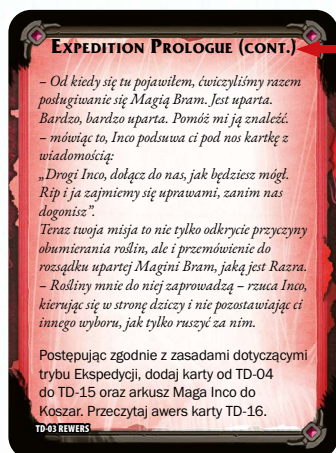 EXPEDITION PROLOGUE (CONT.)
– Od kiedy się tu pojawiłem, ćwiczyliśmy razem
posługiwanie się Magią Bram. Jest uparta.
Bardzo, bardzo uparta. Pomóż mi ją znaleźć.
– mówiąc to, Inco podsuwa ci pod nos kartkę z
wiadomością:
„Drogi Inco, dołącz do nas, jak będziesz mógł.
Rip i ja zajmiemy się uprawami, zanim nas
dogonisz”.
Teraz twoja misja to nie tylko odkrycie przyczyny
obumierania roślin, ale i przemówienie do
rozsądku upartej Magini Bram, jaką jest Razra.
– Rośliny mnie do niej zaprowadzą – rzuca Inco,
kierując się w stronę dziczy i nie pozostawiając ci
innego wyboru, jak tylko ruszyć za nim.
Postępując zgodnie z zasadami dotyczącymi
trybu Ekspedycji, dodaj karty od TD-04
do TD-15 oraz arkusz Maga Inco do
Koszar. Przeczytaj awers karty TD-16.
TD-03 REWERS